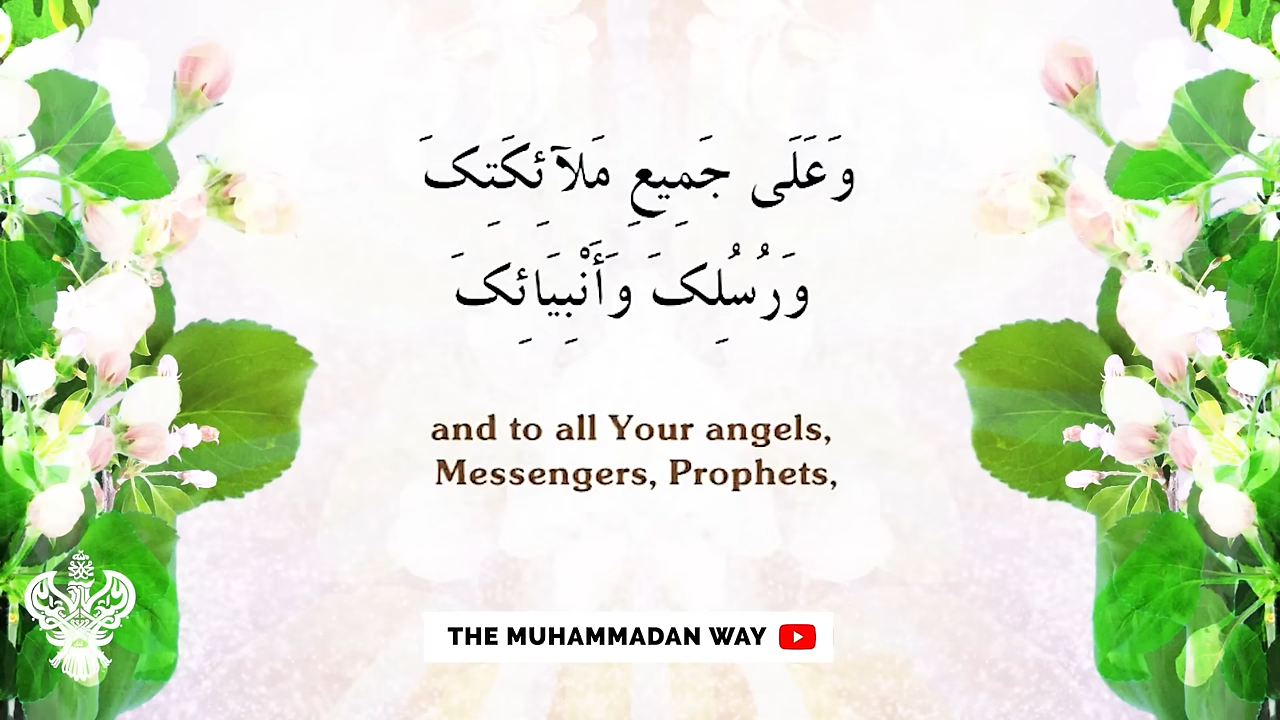 وَعَلَى جَمِيعِ مَلآئِكَتِکَ
وَرُسُلِکَ وَأَنْبِيَائِکَ
and to all Your angels,
Messengers, Prophets,
THE MUHAMMADAN WAY